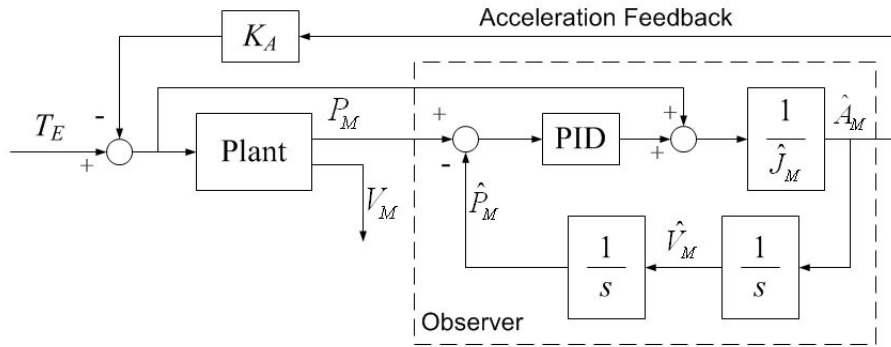 Acceleration Feedback
K_A
-
T_E
+
Plant
P_M
V_M
+
-
PID
+
+
1
Ĵ_M
Â_M
P̂_M
1
s
V̂_M
1
s
Observer